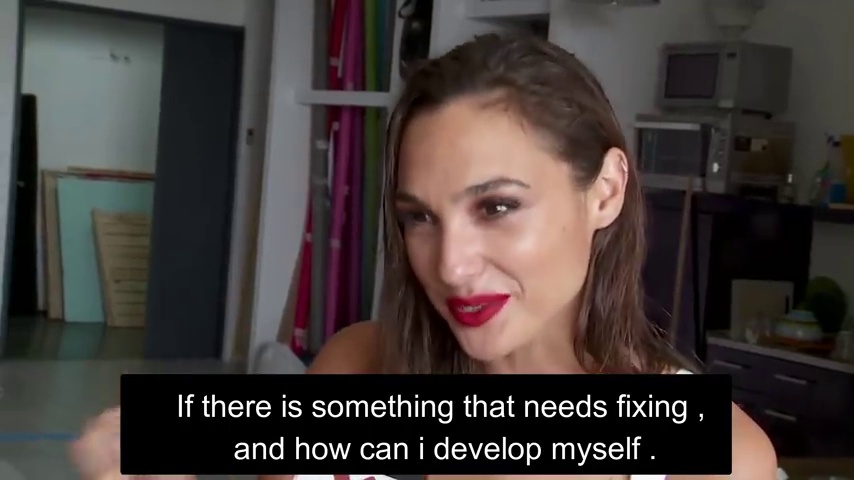 If there is something that needs fixing ,
and how can i develop myself .